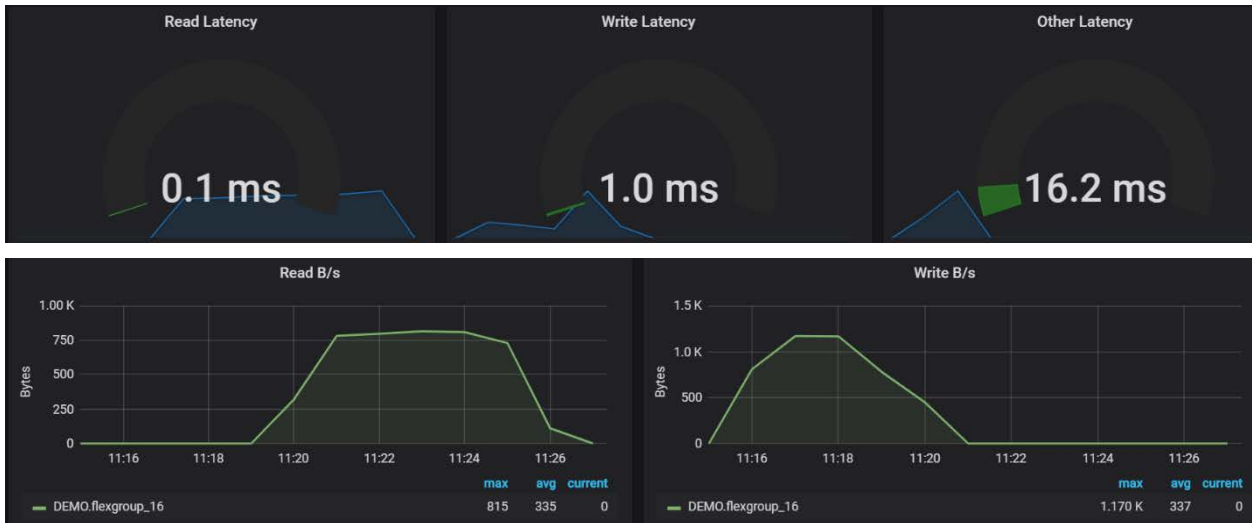 Read Latency
0.1 ms
Write Latency
1.0 ms
Other Latency
16.2 ms
Read B/s
Bytes
1.00 K
750
500
250
0
11:16 11:18 11:20 11:22 11:24 11:26
max avg current
DEMO.flexgroup_16 815 335 0
Write B/s
Bytes
1.5 K
1.0 K
500
0
11:16 11:18 11:20 11:22 11:24 11:26
max avg current
DEMO.flexgroup_16 1.170 K 337 0